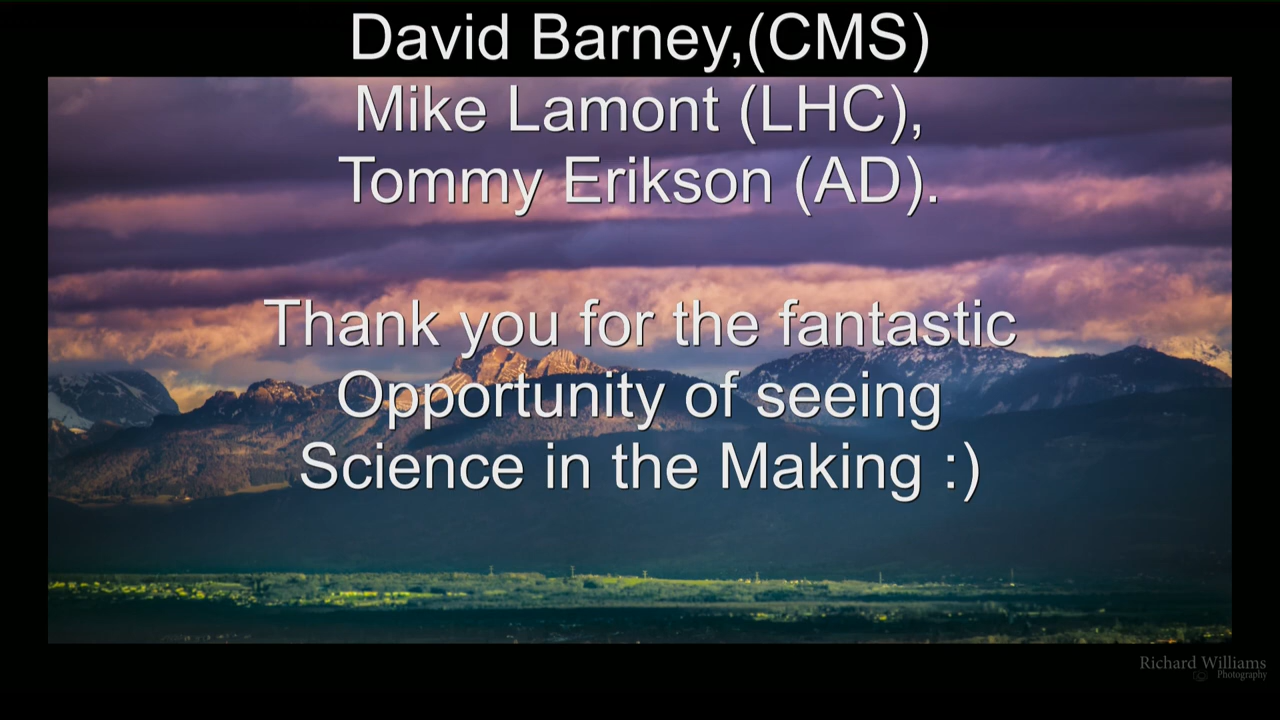 David Barney,(CMS)
Mike Lamont (LHC),
Tommy Erikson (AD).
Thank you for the fantastic
Opportunity of seeing
Science in the Making :)
Richard Williams
Photography